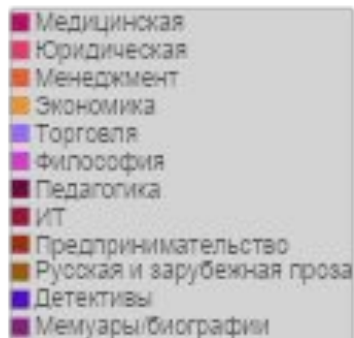 Медицинская
Юридическая
Менеджмент
Экономика
Торговля
Философия
Педагогика
ИТ
Предпринимательство
Русская и зарубежная проза
Детективы
Мемуары/биографии